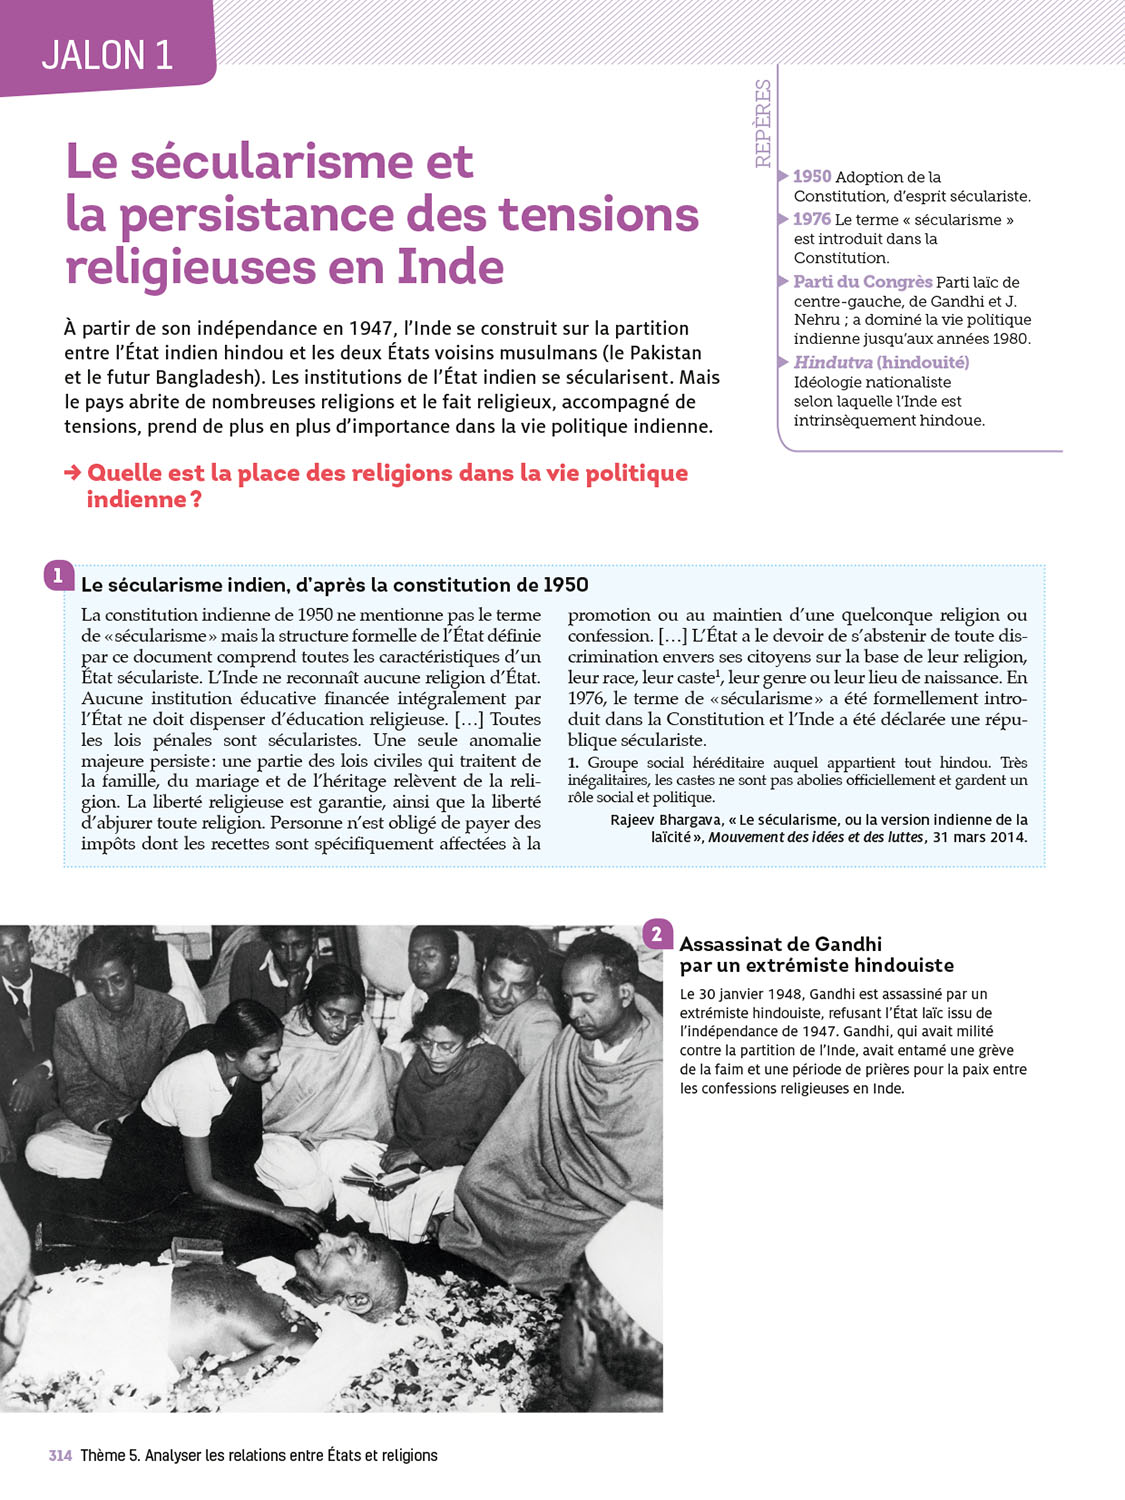 JALON 1
Le sécularisme et
la persistance des tensions
religieuses en Inde
À partir de son indépendance en 1947, l'Inde se construit sur la partition
entre l'État indien hindou et les deux États voisins musulmans (le Pakistan
et le futur Bangladesh). Les institutions de l'État indien se sécularisent. Mais
le pays abrite de nombreuses religions et le fait religieux, accompagné de
tensions, prend de plus en plus d'importance dans la vie politique indienne.
→ Quelle est la place des religions dans la vie politique
indienne ?
REPÈRES
1950 Adoption de la
Constitution, d'esprit séculariste.
1976 Le terme « sécularisme »
est introduit dans la
Constitution.
Parti du Congrès Parti laïc de
centre-gauche, de Gandhi et J.
Nehru ; a dominé la vie politique
indienne jusqu'aux années 1980.
Hindutva (hindouité)
Idéologie nationaliste
selon laquelle l'Inde est
intrinsèquement hindoue.
1
Le sécularisme indien, d'après la constitution de 1950
La constitution indienne de 1950 ne mentionne pas le terme
de « sécularisme » mais la structure formelle de l'État définie
par ce document comprend toutes les caractéristiques d'un
État séculariste. L'Inde ne reconnaît aucune religion d'État.
Aucune institution éducative financée intégralement par
l'État ne doit dispenser d'éducation religieuse. […] Toutes
les lois pénales sont sécularistes. Une seule anomalie
majeure persiste : une partie des lois civiles qui traitent de
la famille, du mariage et de l'héritage relèvent de la reli-
gion. La liberté religieuse est garantie, ainsi que la liberté
d'abjurer toute religion. Personne n'est obligé de payer des
impôts dont les recettes sont spécifiquement affectées à la
promotion ou au maintien d'une quelconque religion ou
confession. […] L'État a le devoir de s'abstenir de toute dis-
crimination envers ses citoyens sur la base de leur religion,
leur race, leur caste¹, leur genre ou leur lieu de naissance. En
1976, le terme de « sécularisme » a été formellement intro-
duit dans la Constitution et l'Inde a été déclarée une répu-
blique séculariste.
1. Groupe social héréditaire auquel appartient tout hindou. Très
inégalitaires, les castes ne sont pas abolies officiellement et gardent un
rôle social et politique.
Rajeev Bhargava, « Le sécularisme, ou la version indienne de la
laïcité », Mouvement des idées et des luttes, 31 mars 2014.
2
Assassinat de Gandhi
par un extrémiste hindouiste
Le 30 janvier 1948, Gandhi est assassiné par un
extrémiste hindouiste, refusant l'État laïc issu de
l'indépendance de 1947. Gandhi, qui avait milité
contre la partition de l'Inde, avait entamé une grève
de la faim et une période de prières pour la paix entre
les confessions religieuses en Inde.
314 Thème 5. Analyser les relations entre États et religions